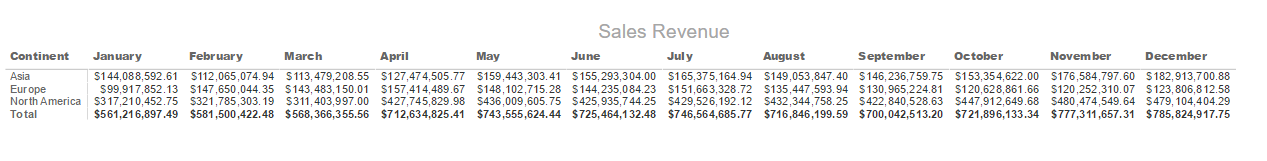 Sales Revenue
Continent January February March April May June July August September October November December
Asia $144,088,592.61 $112,065,074.94 $113,479,208.55 $127,474,505.77 $159,443,303.41 $155,293,304.00 $165,375,164.94 $149,053,847.40 $146,236,759.75 $153,354,622.00 $176,584,797.60 $182,913,700.88
Europe $99,917,852.13 $147,650,044.35 $143,483,150.01 $157,414,489.67 $148,102,715.28 $144,235,084.23 $151,663,328.72 $135,447,593.94 $130,965,224.81 $120,628,861.66 $120,252,310.07 $123,806,812.58
North America $317,210,452.75 $321,785,303.19 $311,403,997.00 $427,745,829.98 $436,009,605.75 $425,935,744.25 $429,526,192.12 $432,344,758.25 $422,840,528.63 $447,912,649.68 $480,474,549.64 $479,104,404.29
Total $561,216,897.49 $581,500,422.48 $568,366,355.56 $712,634,825.41 $743,555,624.44 $725,464,132.48 $746,564,685.77 $716,846,199.59 $700,042,513.20 $721,896,133.34 $777,311,657.31 $785,824,917.75